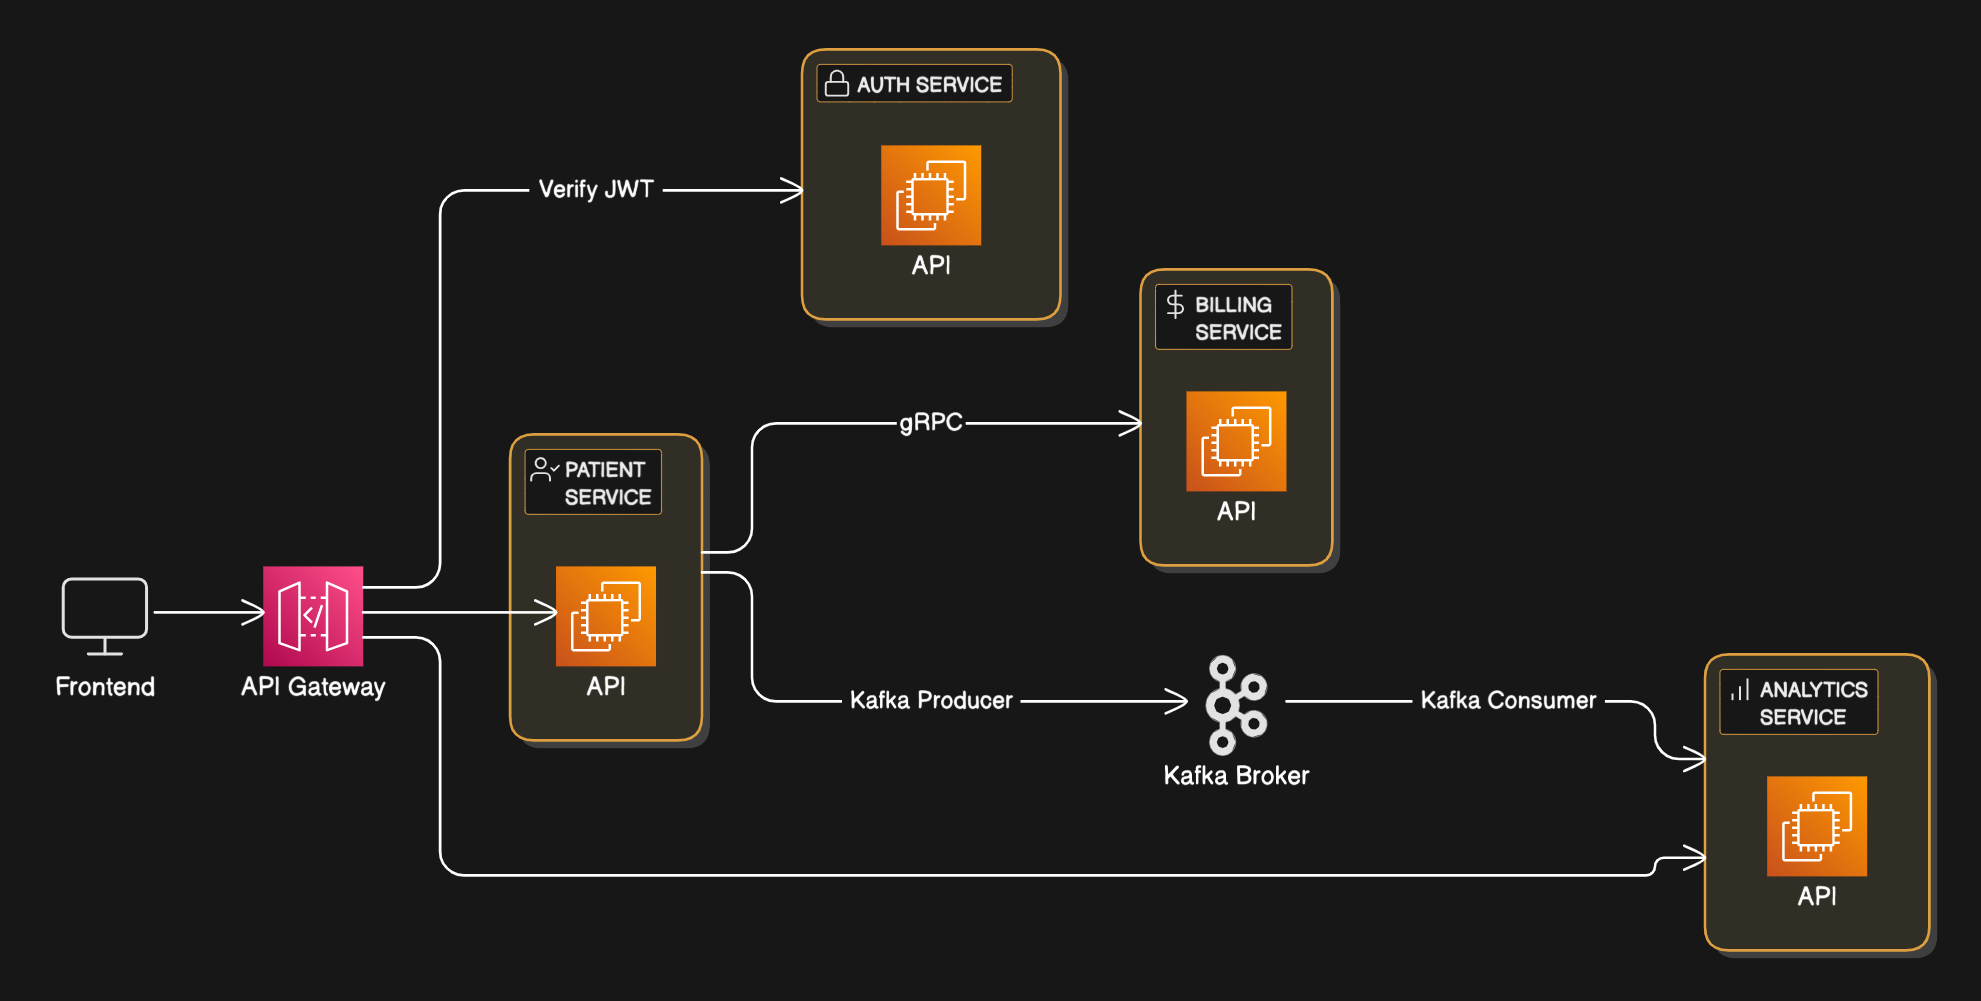 AUTH SERVICE
Verify JWT
API
BILLING
SERVICE
gRPC
PATIENT
SERVICE
API
Frontend
API Gateway
API
Kafka Producer
Kafka Consumer
ANALYTICS
SERVICE
Kafka Broker
API